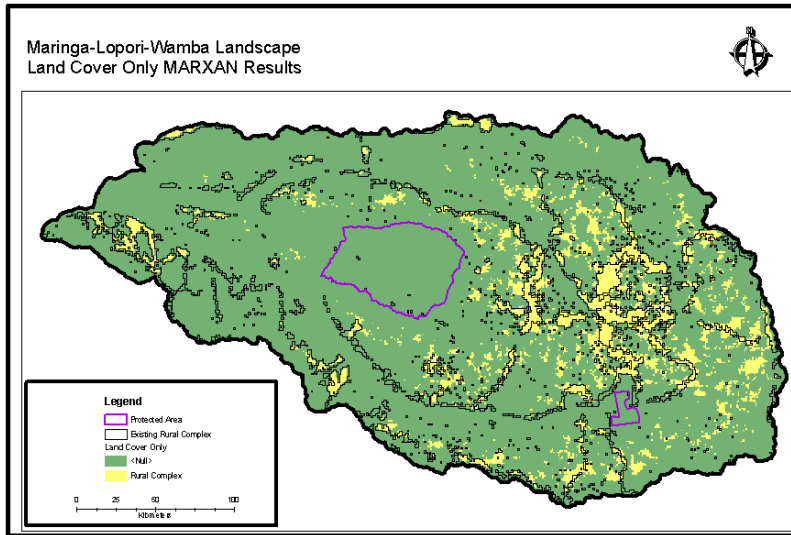 Maringa-Lopori-Wamba Landscape
Land Cover Only MARXAN Results
N
Legend
Protected Area
Existing Rural Complex
Land Cover Only
<Null>
Rural Complex
0 25 50 100
Kilometers